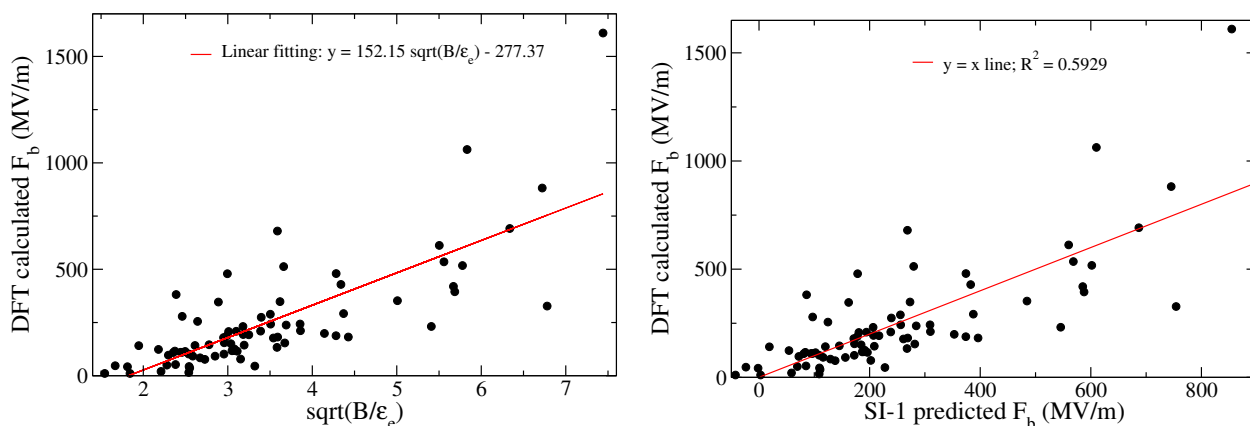 1500
1000
500
0
DFT calculated F_b (MV/m)
Linear fitting: y = 152.15 sqrt(B/ε_e) - 277.37
2 3 4 5 6 7
sqrt(B/ε_e)
1500
1000
500
0
DFT calculated F_b (MV/m)
y = x line; R^2 = 0.5929
0 200 400 600 800
SI-1 predicted F_b (MV/m)